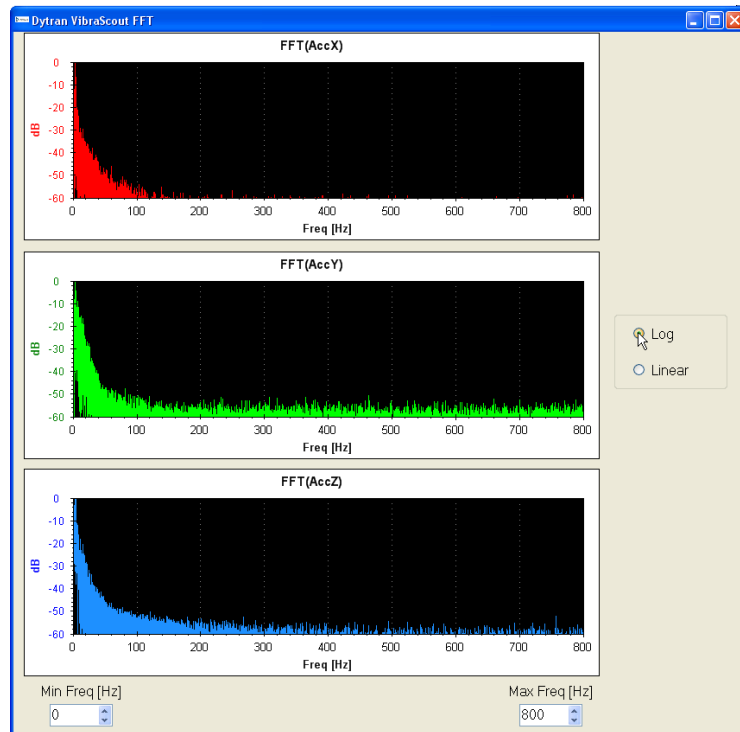 Dytran VibraScout FFT
FFT(AccX)
0
-10
-20
-30
-40
-50
-60
dB
0 100 200 300 400 500 600 700 800
Freq [Hz]
FFT(AccY)
0
-10
-20
-30
-40
-50
-60
dB
0 100 200 300 400 500 600 700 800
Freq [Hz]
Log
Linear
FFT(AccZ)
0
-10
-20
-30
-40
-50
-60
dB
0 100 200 300 400 500 600 700 800
Freq [Hz]
Min Freq [Hz] Max Freq [Hz]
0 800